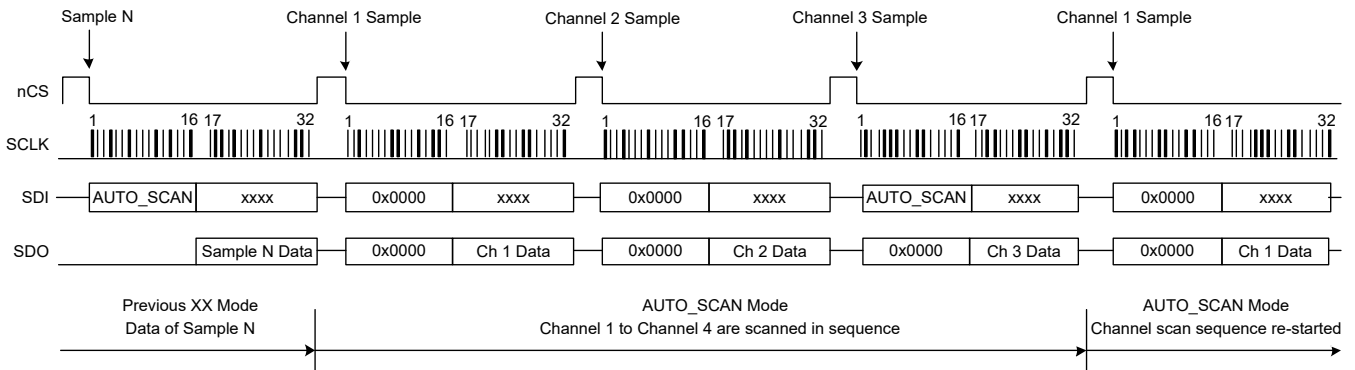 Sample N Channel 1 Sample Channel 2 Sample Channel 3 Sample Channel 1 Sample
nCS
1 16 17 32 1 16 17 32 1 16 17 32 1 16 17 32 1 16 17 32
SCLK
SDI AUTO_SCAN xxxx 0x0000 xxxx 0x0000 xxxx AUTO_SCAN xxxx 0x0000 xxxx
SDO Sample N Data 0x0000 Ch 1 Data 0x0000 Ch 2 Data 0x0000 Ch 3 Data 0x0000 Ch 1 Data
Previous XX Mode AUTO_SCAN Mode AUTO_SCAN Mode
Data of Sample N Channel 1 to Channel 4 are scanned in sequence Channel scan sequence re-started